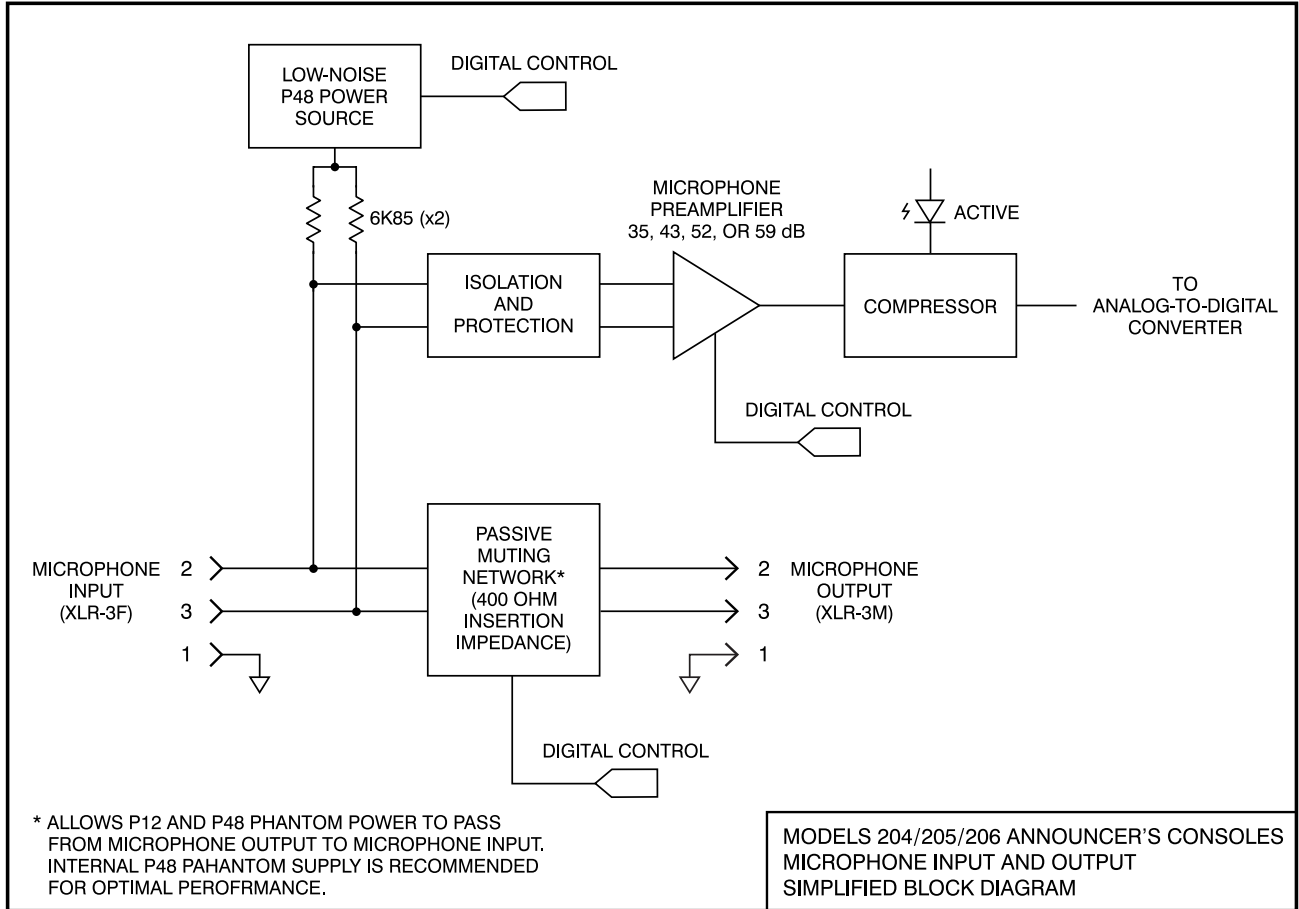 LOW-NOISE
P48 POWER
SOURCE
DIGITAL CONTROL
6K85 (x2)
MICROPHONE
PREAMPLIFIER
35, 43, 52, OR 59 dB
ACTIVE
ISOLATION
AND
PROTECTION
COMPRESSOR
TO
ANALOG-TO-DIGITAL
CONVERTER
DIGITAL CONTROL
MICROPHONE
INPUT
(XLR-3F)
2
3
1
PASSIVE
MUTING
NETWORK*
(400 OHM
INSERTION
IMPEDANCE)
2
3
1
MICROPHONE
OUTPUT
(XLR-3M)
DIGITAL CONTROL
* ALLOWS P12 AND P48 PHANTOM POWER TO PASS
FROM MICROPHONE OUTPUT TO MICROPHONE INPUT.
INTERNAL P48 PAHANTOM SUPPLY IS RECOMMENDED
FOR OPTIMAL PEROFRMANCE.
MODELS 204/205/206 ANNOUNCER'S CONSOLES
MICROPHONE INPUT AND OUTPUT
SIMPLIFIED BLOCK DIAGRAM